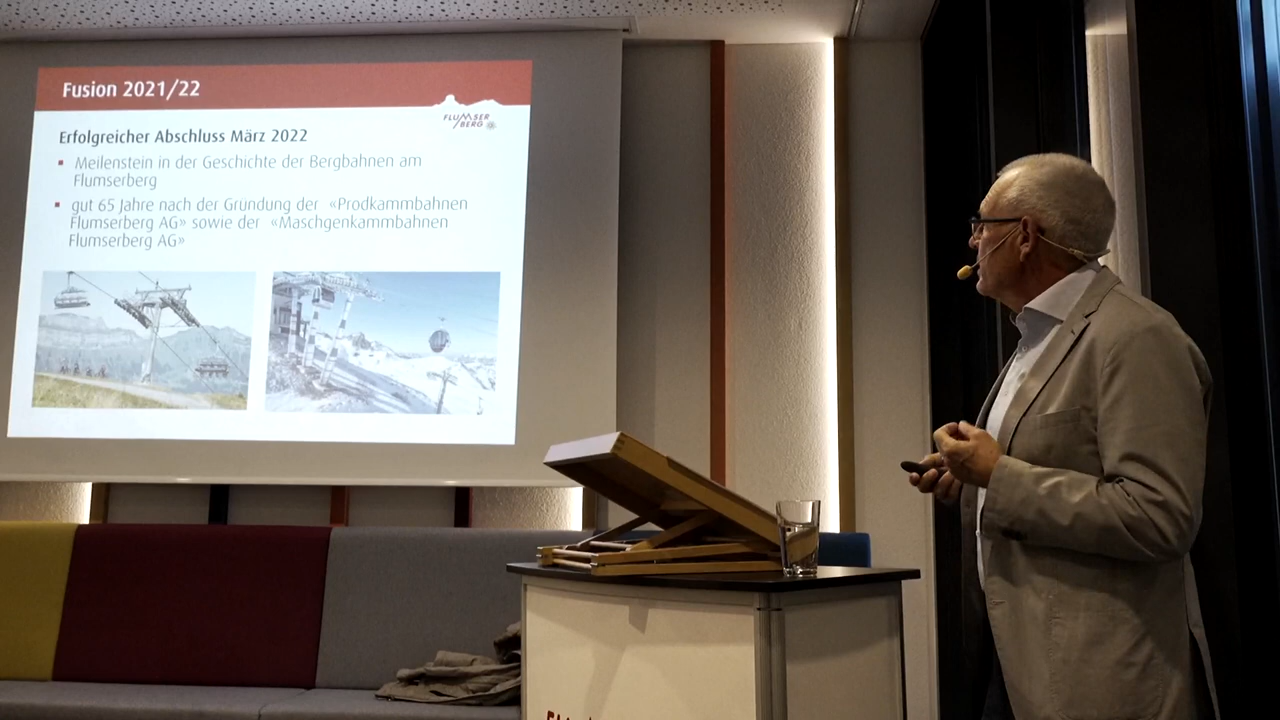 Fusion 2021/22
FLUMSER
BERG
Erfolgreicher Abschluss März 2022
Meilenstein in der Geschichte der Bergbahnen am
Flumserberg
gut 65 Jahre nach der Gründung der «Prodkammbahnen
Flumserberg AG» sowie der «Maschgenkammbahnen
Flumserberg AG»